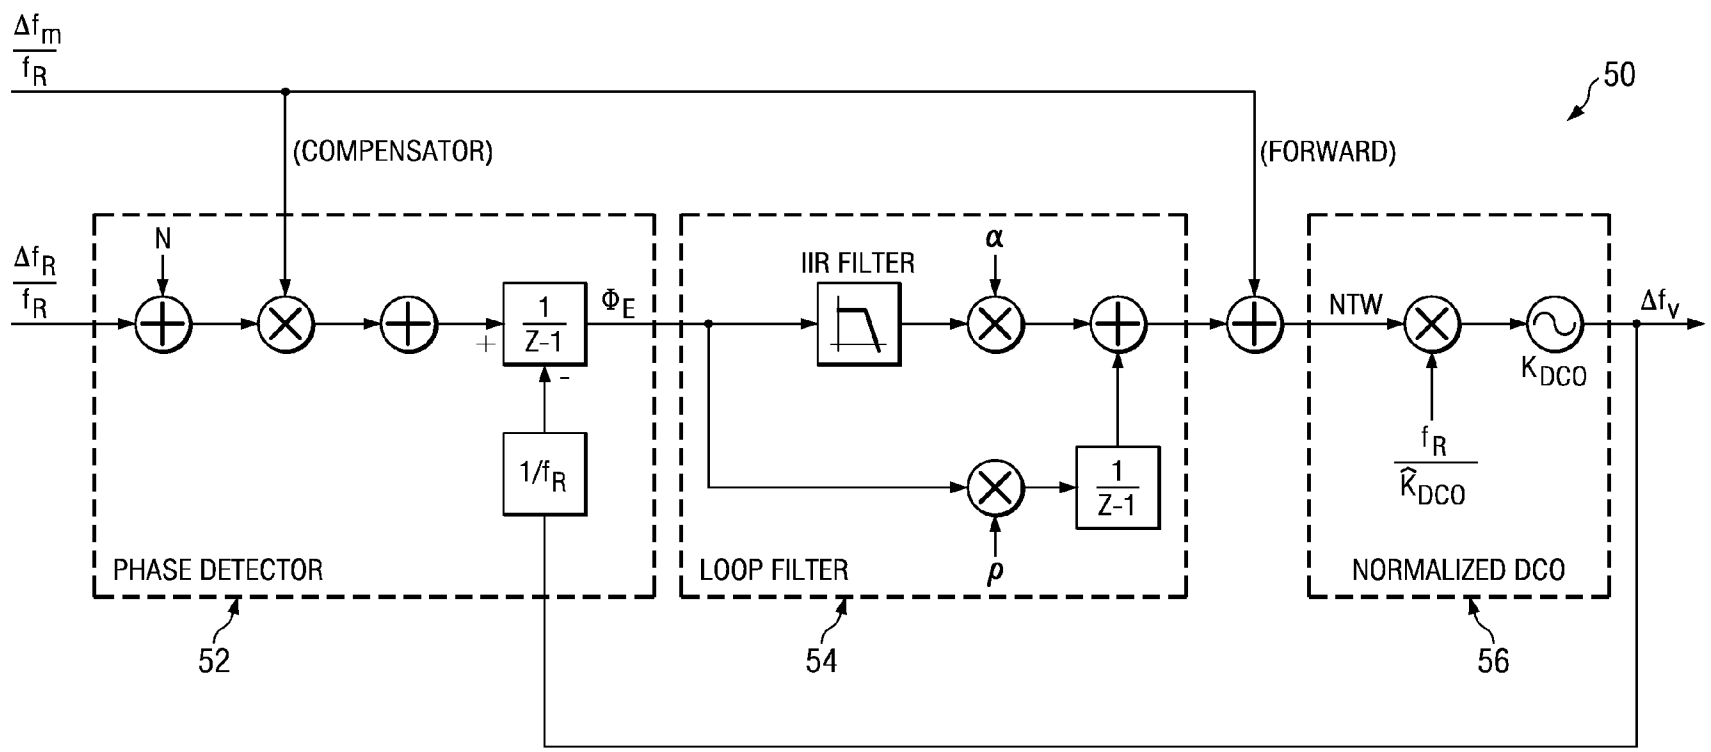 Δfm
fR
50
(COMPENSATOR)
(FORWARD)
ΔfR
fR
N
+
-
1
Z-1
ΦE
1/fR
PHASE DETECTOR
52
IIR FILTER
α
ρ
1
Z-1
LOOP FILTER
54
NTW
fR
K̂DCO
KDCO
Δfv
NORMALIZED DCO
56